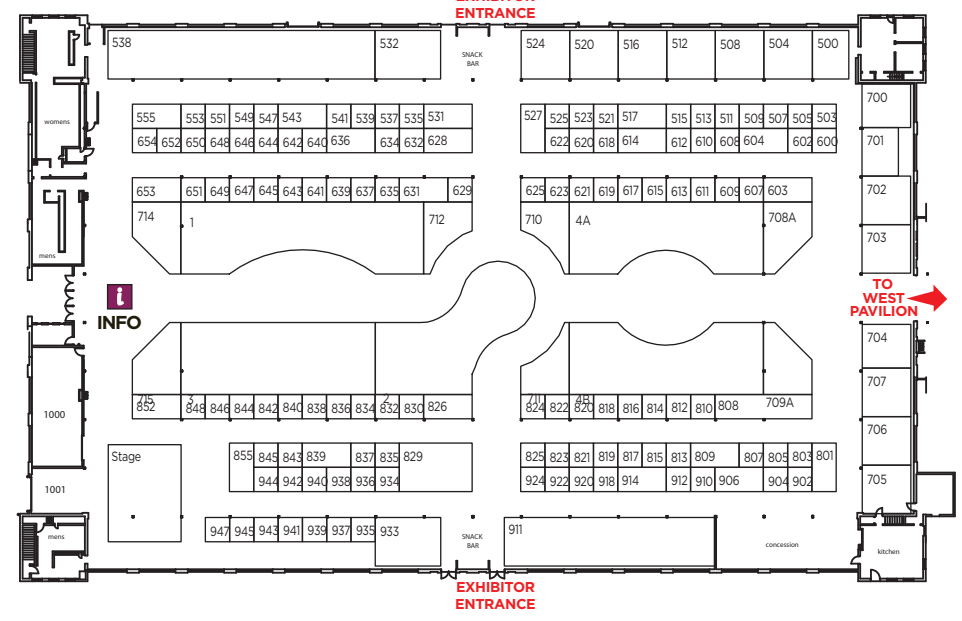 EXHIBITOR
ENTRANCE
538 532 SNACK BAR 524 520 516 512 508 504 500
700
555 553 551 549 547 543 541 539 537 535 531 527 525 523 521 517 515 513 511 509 507 505 503
womens
654 652 650 648 646 644 642 640 636 634 632 628 622 620 618 614 612 610 608 604 602 600
701
653 651 649 647 645 643 641 639 637 635 631 629 625 623 621 619 617 615 613 611 609 607 603
702
714 1 712 710 4A 708A
703
mens
i
INFO
TO
WEST
PAVILION
704
707
715 3 2 711 4B 709A
852 848 846 844 842 840 838 836 834 832 830 826 824 822 820 818 816 814 812 810 808
1000
706
Stage 855 845 843 839 837 835 829 825 823 821 819 817 815 813 809 807 805 803 801
944 942 940 938 936 934 924 922 920 918 914 912 910 906 904 902
705
1001
947 945 943 941 939 937 935 933 911
mens
SNACK
BAR
concession
kitchen
EXHIBITOR
ENTRANCE